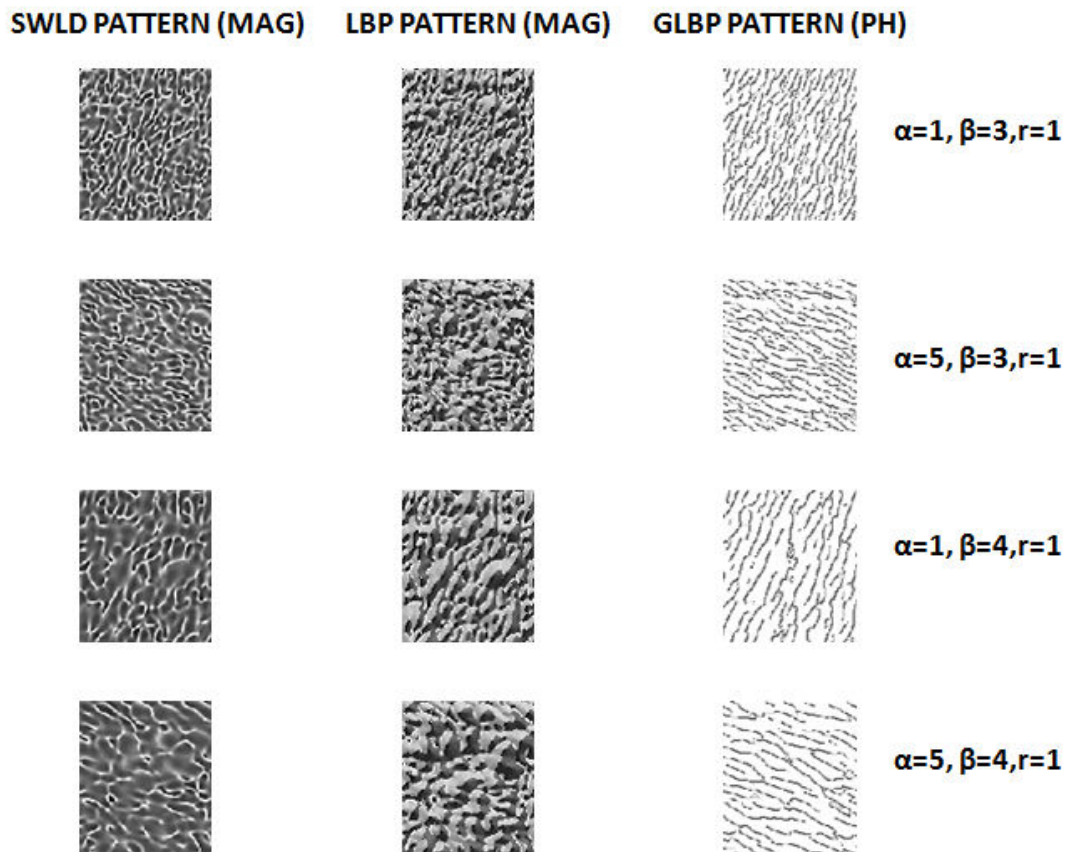 SWLD PATTERN (MAG) LBP PATTERN (MAG) GLBP PATTERN (PH)
α=1, β=3,r=1
α=5, β=3,r=1
α=1, β=4,r=1
α=5, β=4,r=1